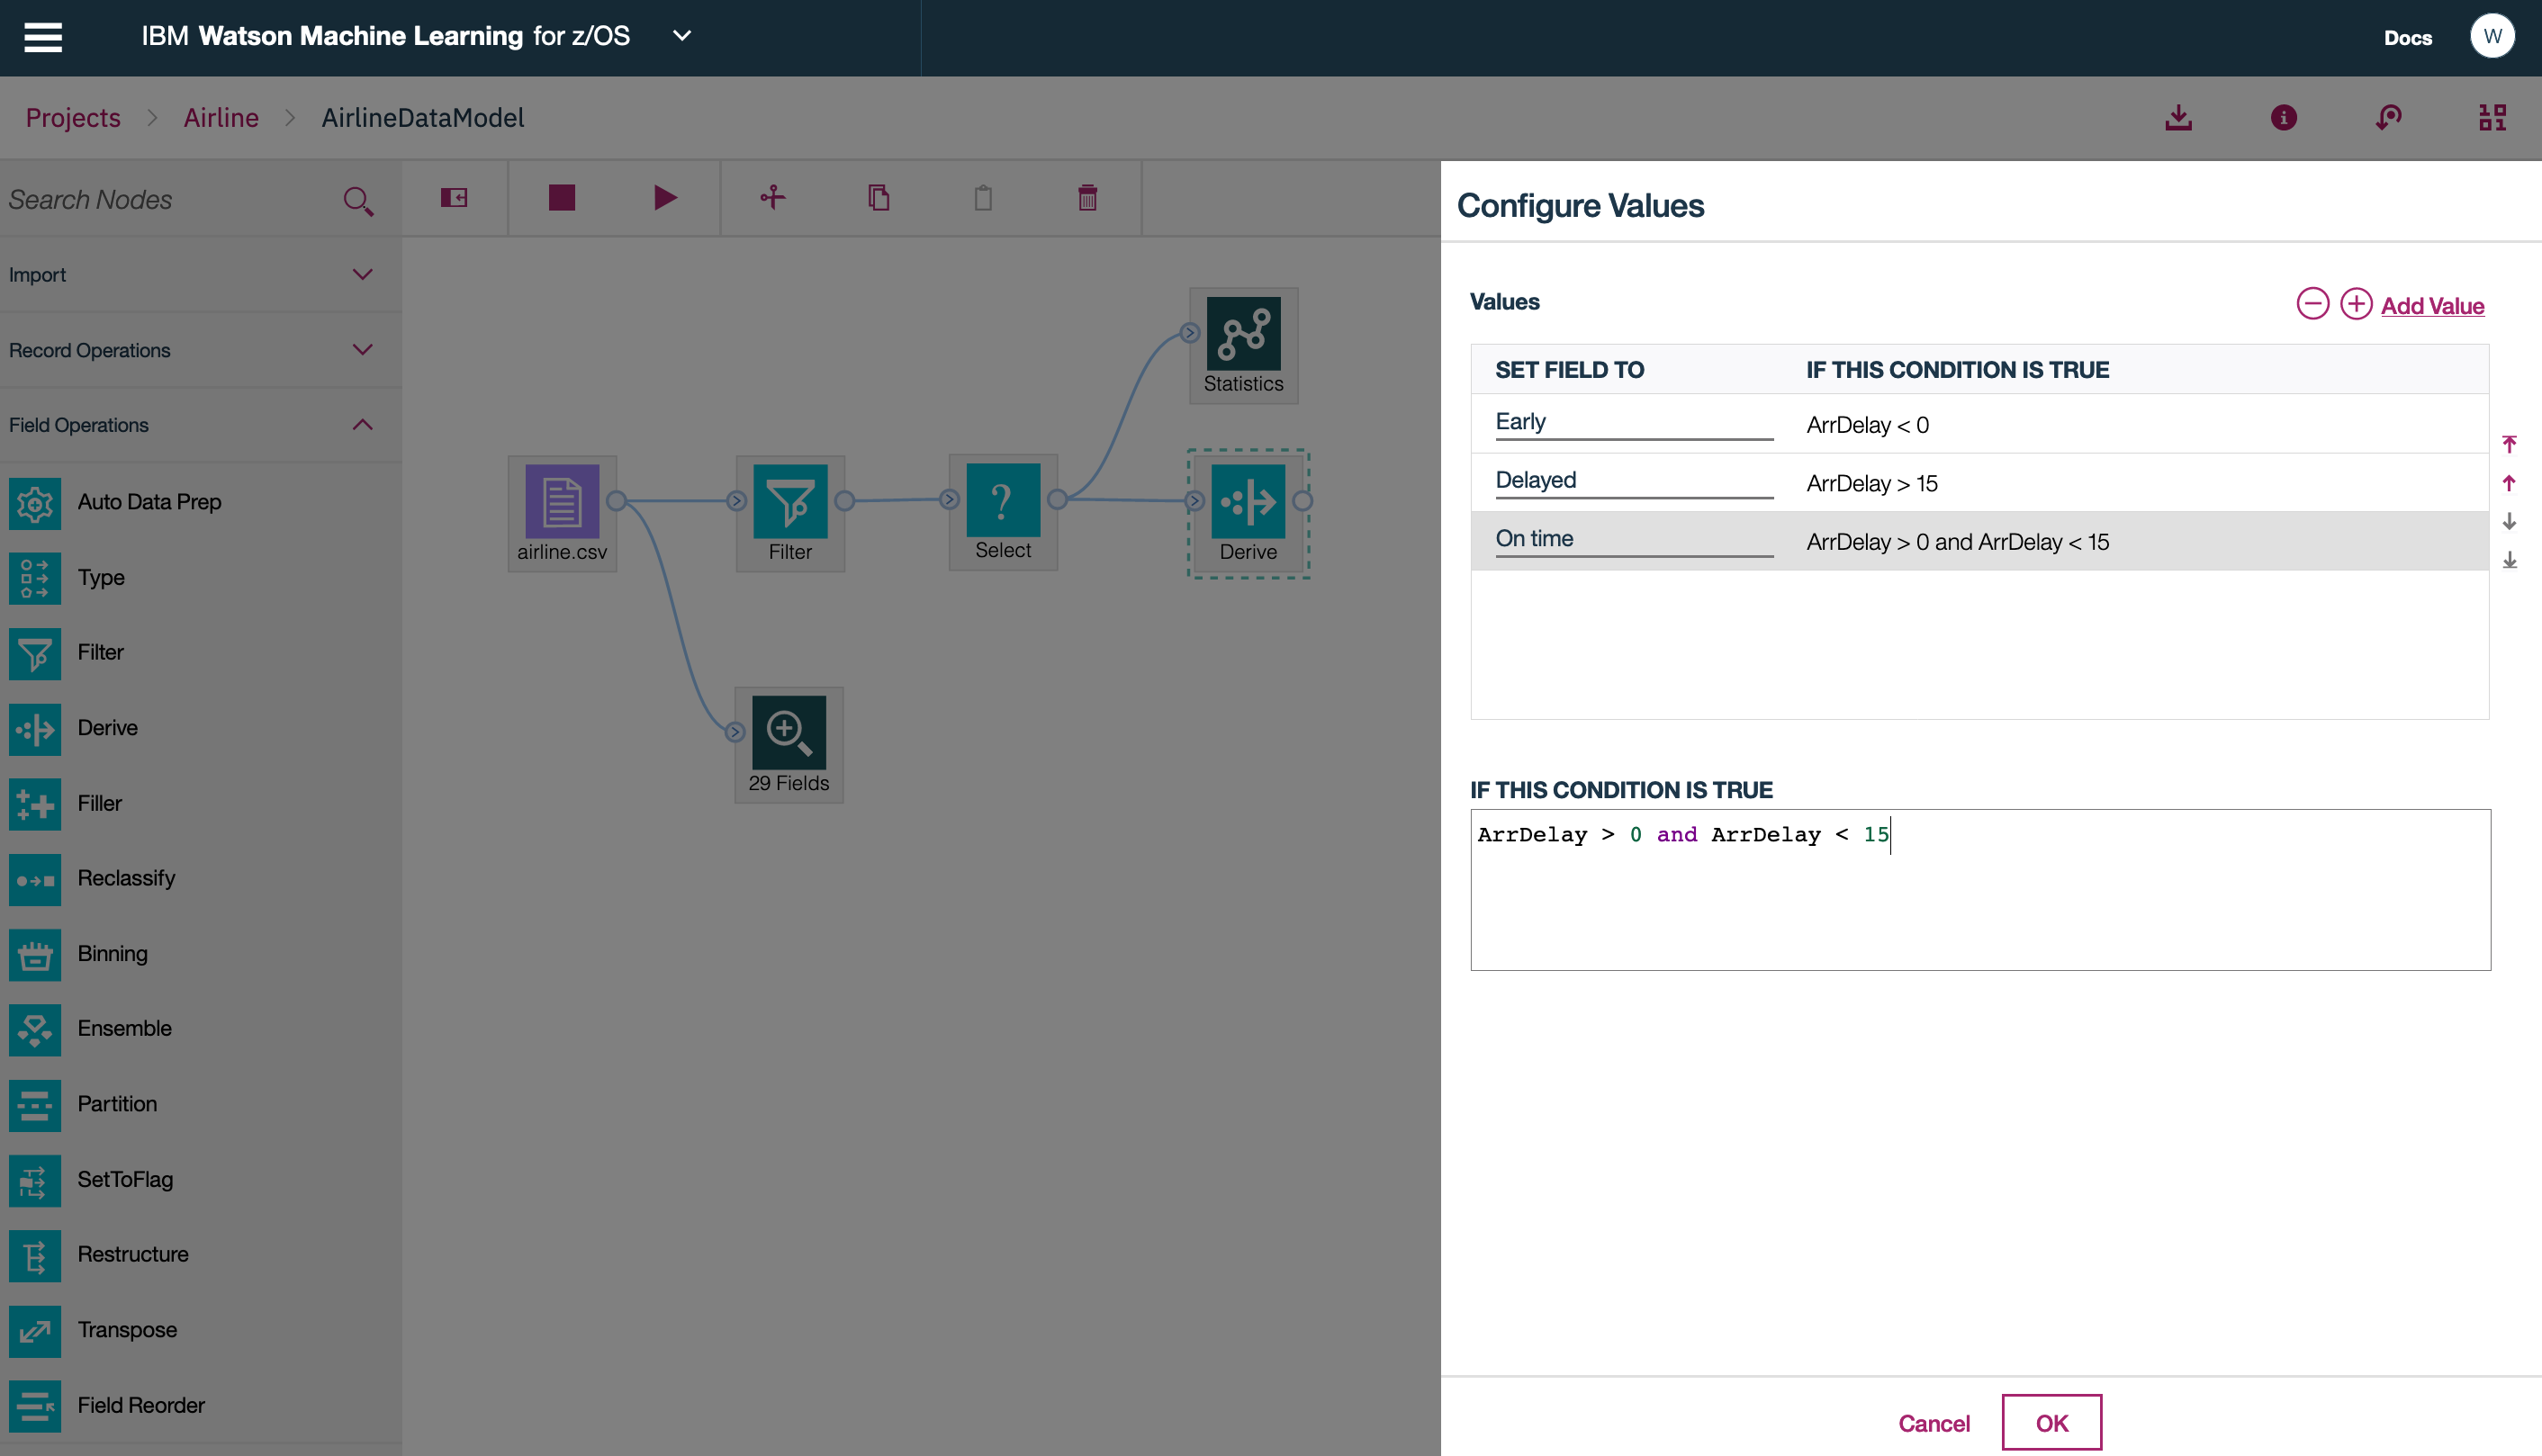 IBM Watson Machine Learning for z/OS
Docs
W
Projects > Airline > AirlineDataModel
Search Nodes
Import
Record Operations
Field Operations
Auto Data Prep
Type
Filter
Derive
Filler
Reclassify
Binning
Ensemble
Partition
SetToFlag
Restructure
Transpose
Field Reorder
Statistics
airline.csv
Filter
Select
Derive
29 Fields
Configure Values
Values
Add Value
SET FIELD TO IF THIS CONDITION IS TRUE
Early ArrDelay < 0
Delayed ArrDelay > 15
On time ArrDelay > 0 and ArrDelay < 15
IF THIS CONDITION IS TRUE
ArrDelay > 0 and ArrDelay < 15
Cancel
OK